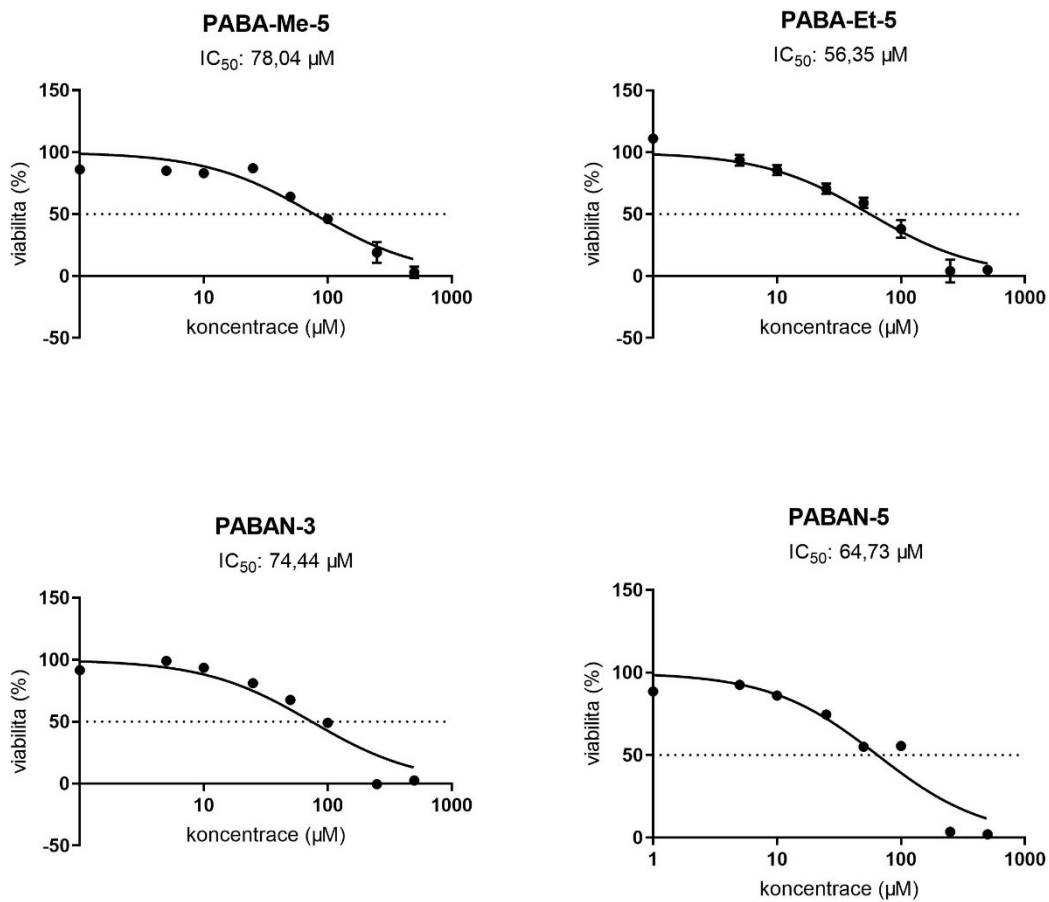 PABA-Me-5
IC50: 78,04 µM
150
100
50
0
-50
10
100
1000
viabilita (%)
koncentrace (µM)
PABA-Et-5
IC50: 56,35 µM
150
100
50
0
-50
10
100
1000
viabilita (%)
koncentrace (µM)
PABAN-3
IC50: 74,44 µM
150
100
50
0
-50
10
100
1000
viabilita (%)
koncentrace (µM)
PABAN-5
IC50: 64,73 µM
150
100
50
0
1
10
100
1000
viabilita (%)
koncentrace (µM)